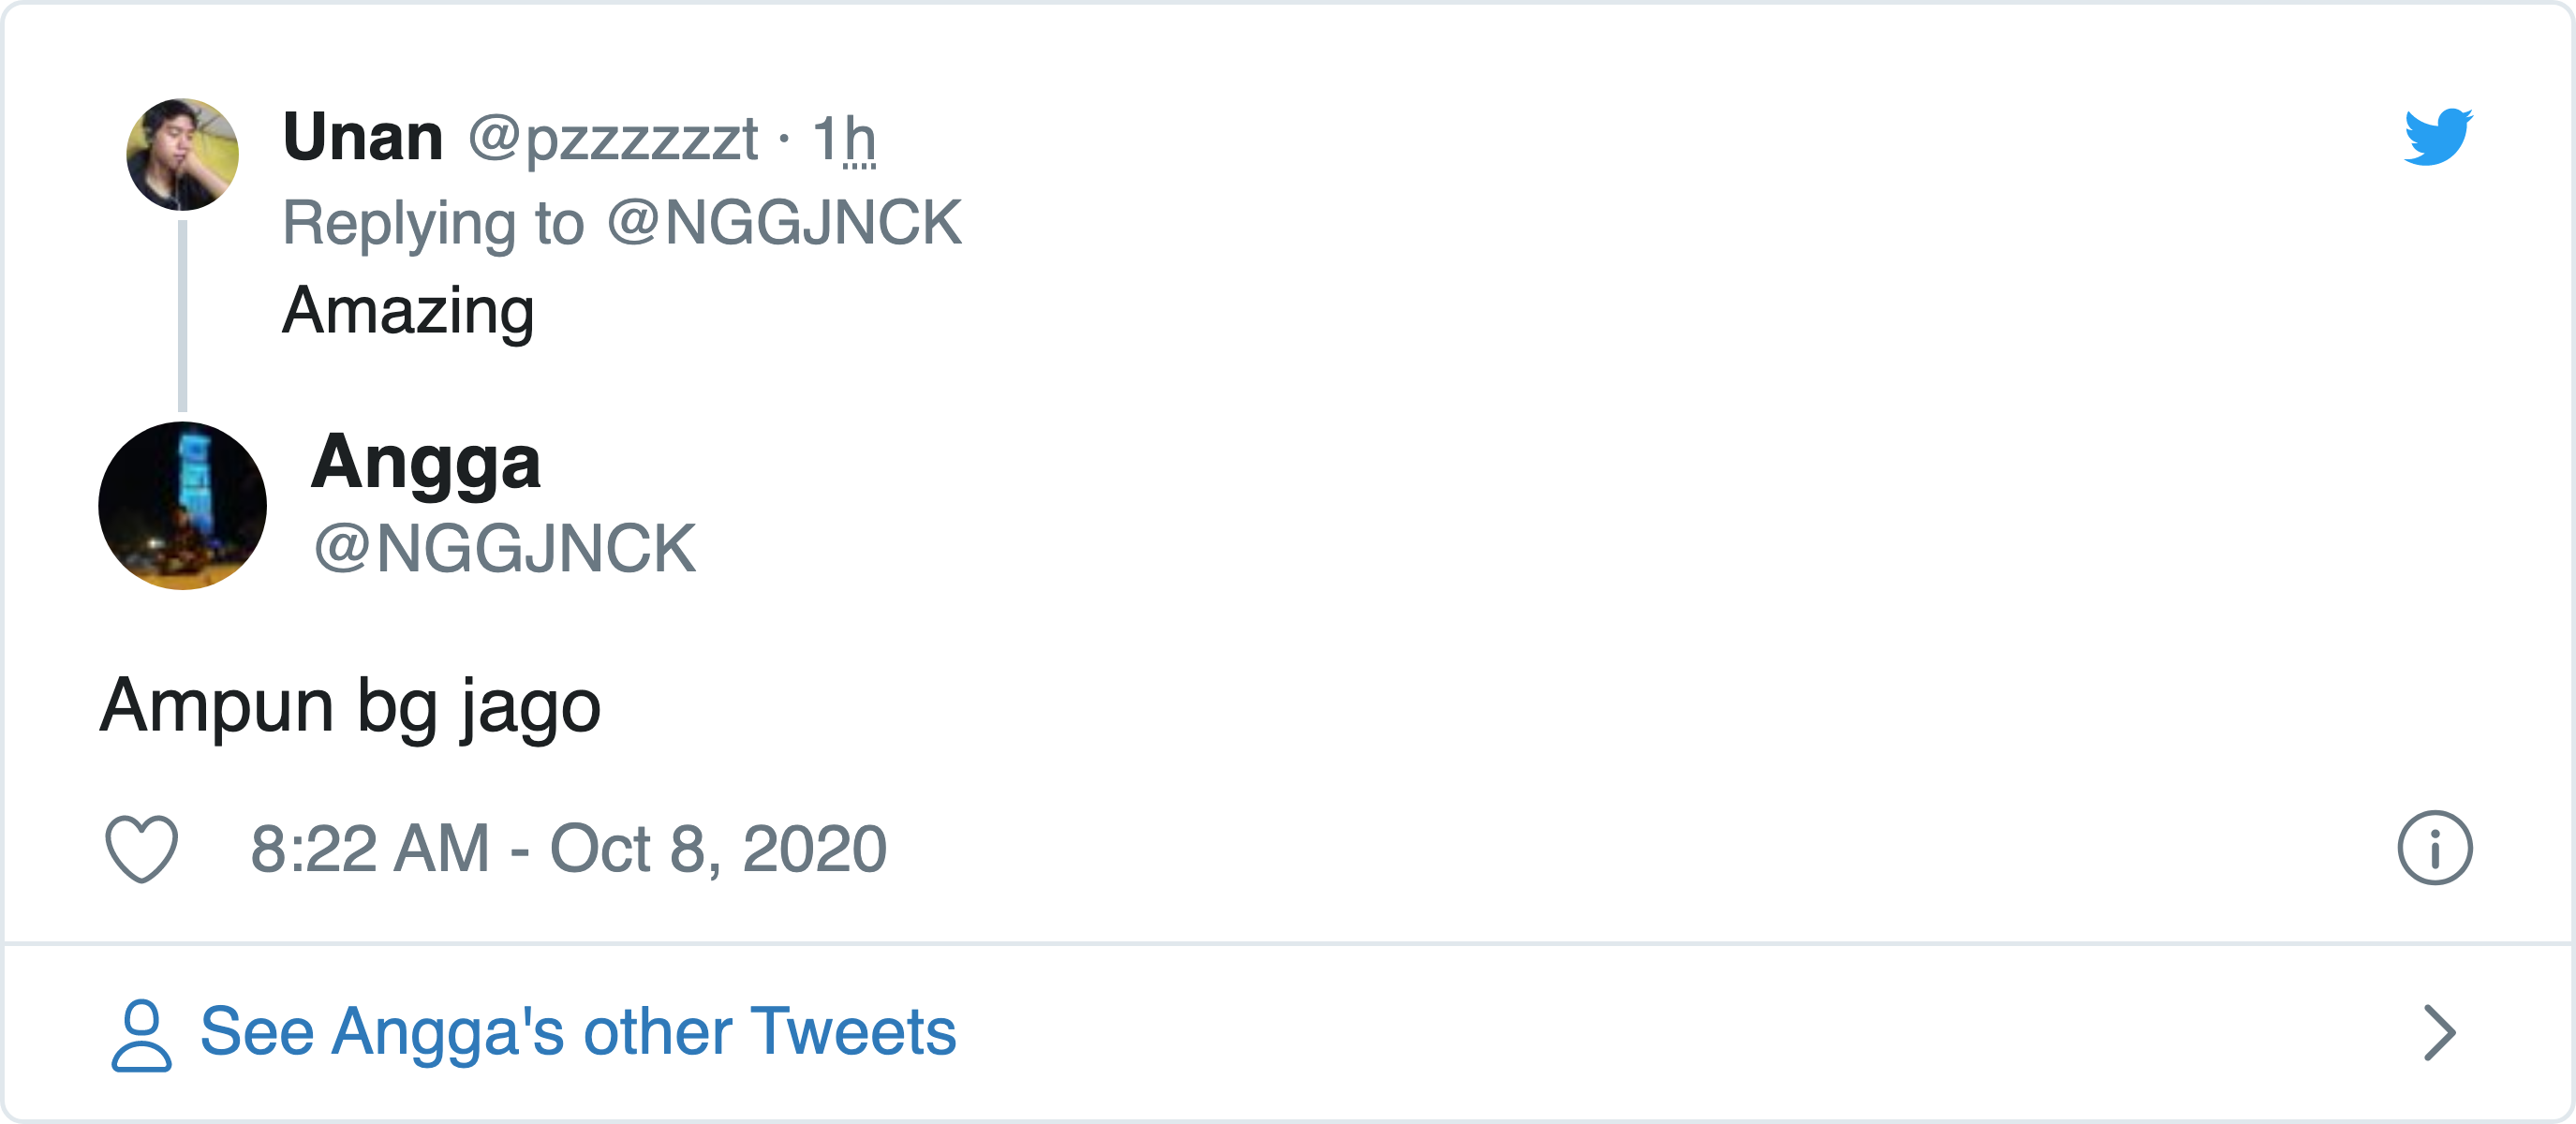 Unan @pzzzzzzt · 1h
Replying to @NGGJNCK
Amazing
Angga
@NGGJNCK
Ampun bg jago
8:22 AM - Oct 8, 2020
See Angga's other Tweets